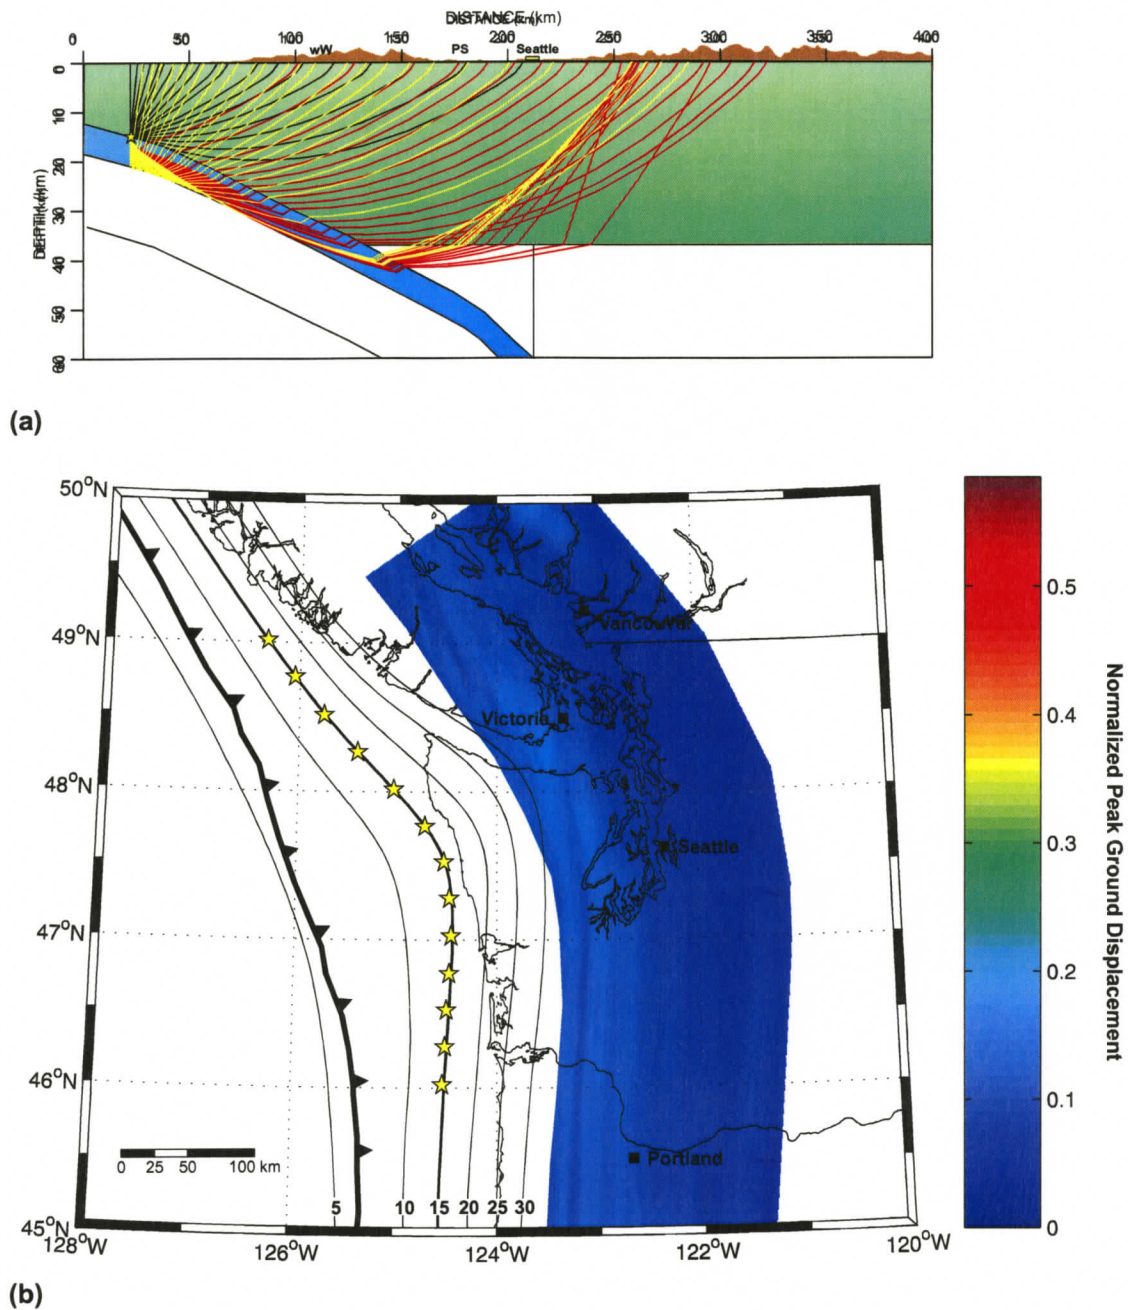 DISTANCE (km)
0 50 100 150 200 250 300 350 400
wW PS Seattle
0
10
20
30
40
50
60
DEPTH (km)
(a)
50°N
49°N
48°N
47°N
46°N
45°N
Vancouver
Victoria
Seattle
Portland
0 25 50 100 km
5 10 15 20 25 30
128°W 126°W 124°W 122°W 120°W
0.5
0.4
0.3
0.2
0.1
0
Normalized Peak Ground Displacement
(b)